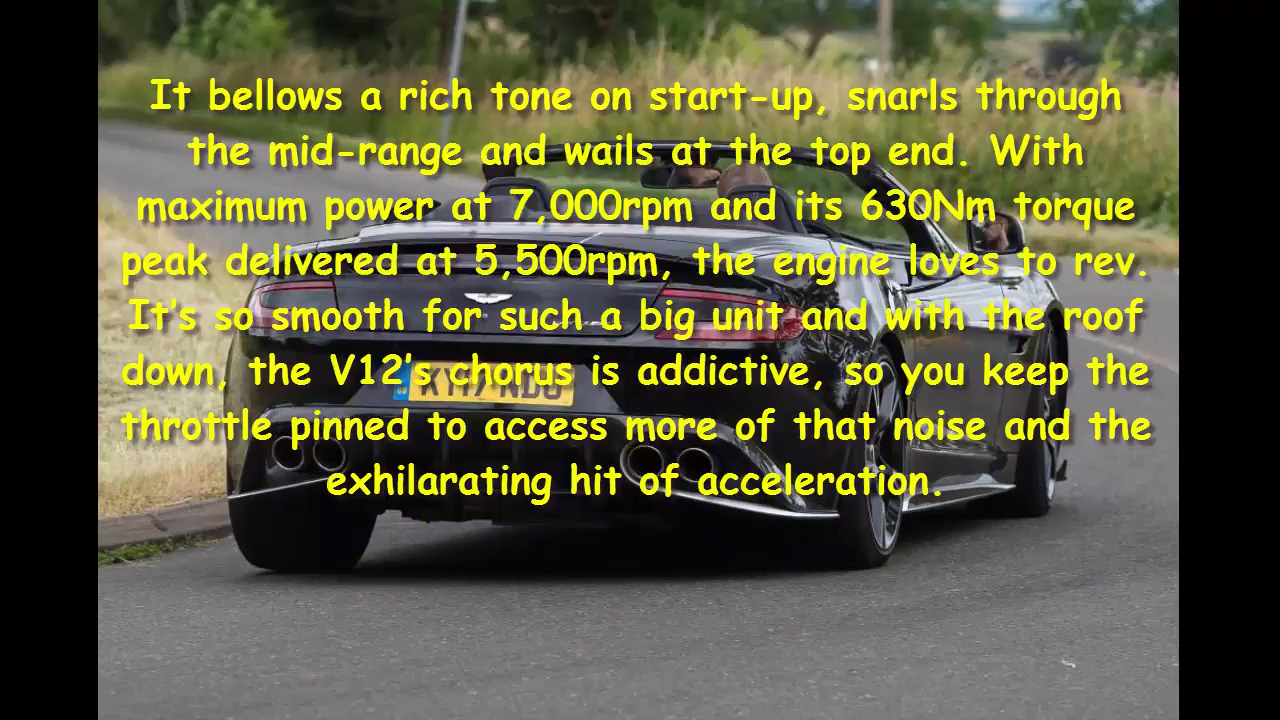 It bellows a rich tone on start-up, snarls through
the mid-range and wails at the top end. With
maximum power at 7,000rpm and its 630Nm torque
peak delivered at 5,500rpm, the engine loves to rev.
It's so smooth for such a big unit and with the roof
down, the V12's chorus is addictive, so you keep the
throttle pinned to access more of that noise and the
exhilarating hit of acceleration.
KY17 NDU